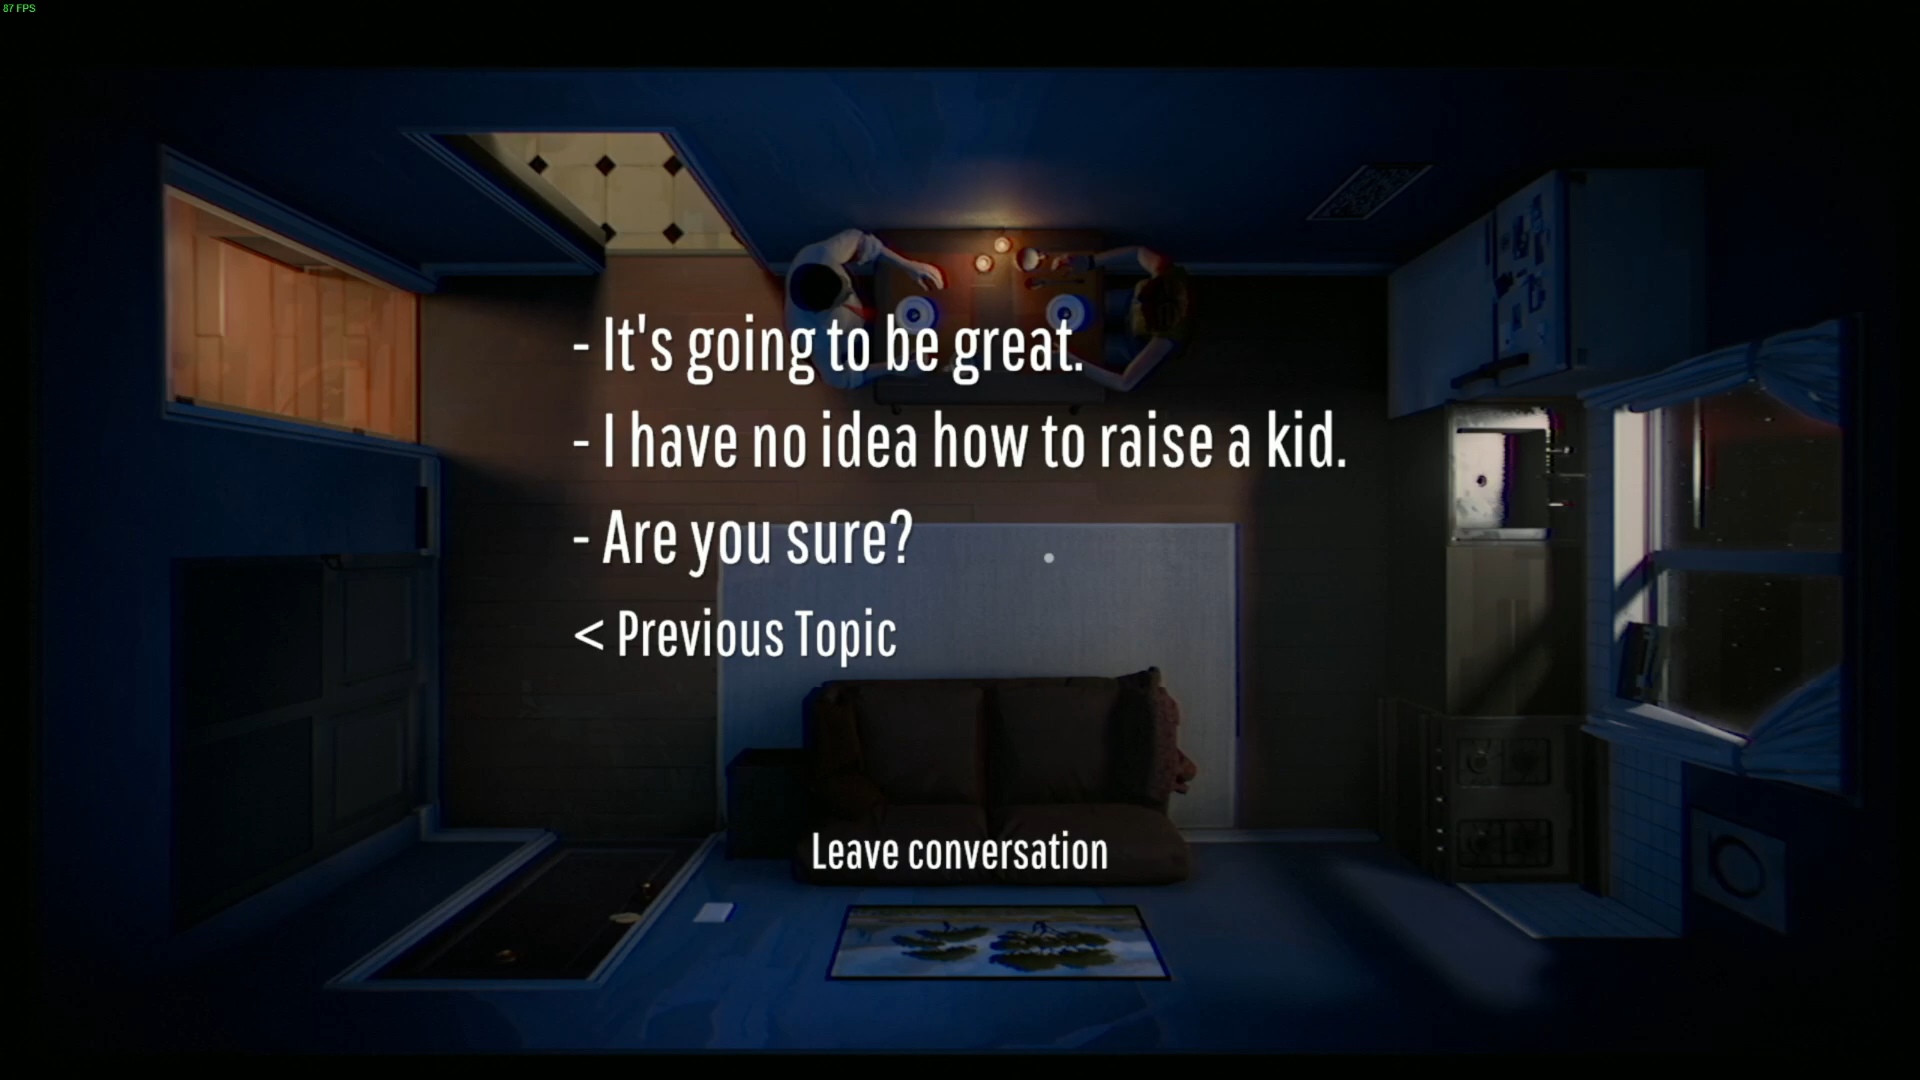 87 FPS
- It's going to be great.
- I have no idea how to raise a kid.
- Are you sure?
< Previous Topic
Leave conversation